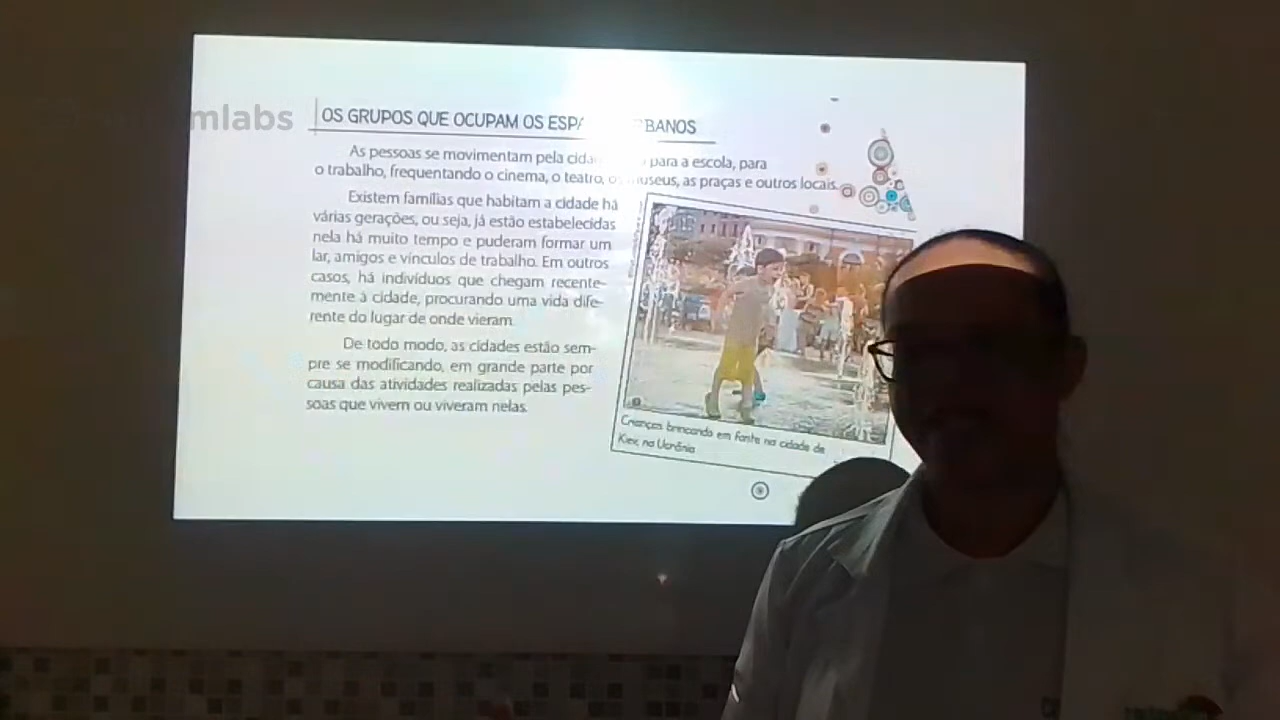 mlabs
OS GRUPOS QUE OCUPAM OS ESPA BANOS
As pessoas se movimentam pela cida para a escola, para
o trabalho, frequentando o cinema, o teatro, museus, as praças e outros locais.
Existem famílias que habitam a cidade há
várias gerações, ou seja, já estão estabelecidas
nela há muito tempo e puderam formar um
lar, amigos e vínculos de trabalho. Em outros
casos, há indivíduos que chegam recente-
mente à cidade, procurando uma vida dife-
rente do lugar de onde vieram.
De todo modo, as cidades estão sem-
pre se modificando, em grande parte por
causa das atividades realizadas pelas pes-
soas que vivem ou viveram nelas.
Crianças brincando em fonte na cidade de
Kiev, na Ucrânia